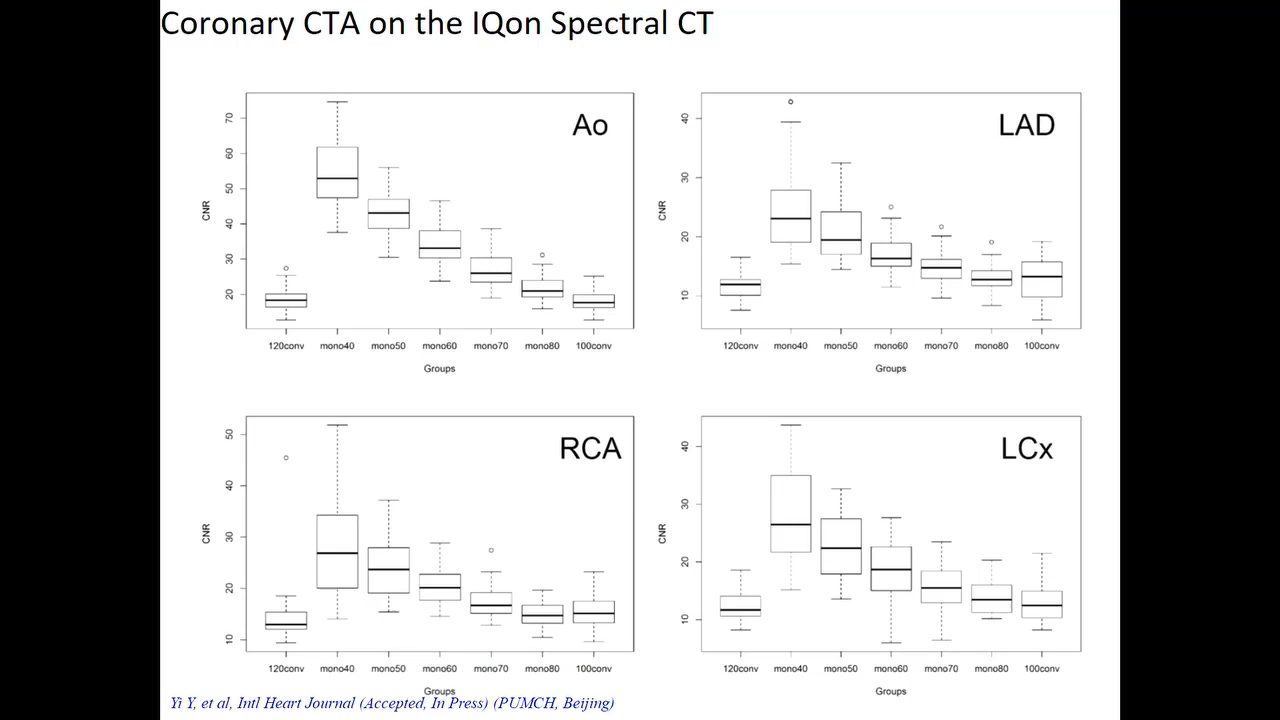 Coronary CTA on the IQon Spectral CT
Ao
CNR
70
60
50
40
30
20
120conv mono40 mono50 mono60 mono70 mono80 100conv
Groups
LAD
CNR
40
30
20
10
120conv mono40 mono50 mono60 mono70 mono80 100conv
Groups
RCA
CNR
50
40
30
20
10
120conv mono40 mono50 mono60 mono70 mono80 100conv
Groups
LCx
CNR
40
30
20
10
120conv mono40 mono50 mono60 mono70 mono80 100conv
Groups
Yi Y, et al, Intl Heart Journal (Accepted, In Press) (PUMCH, Beijing)